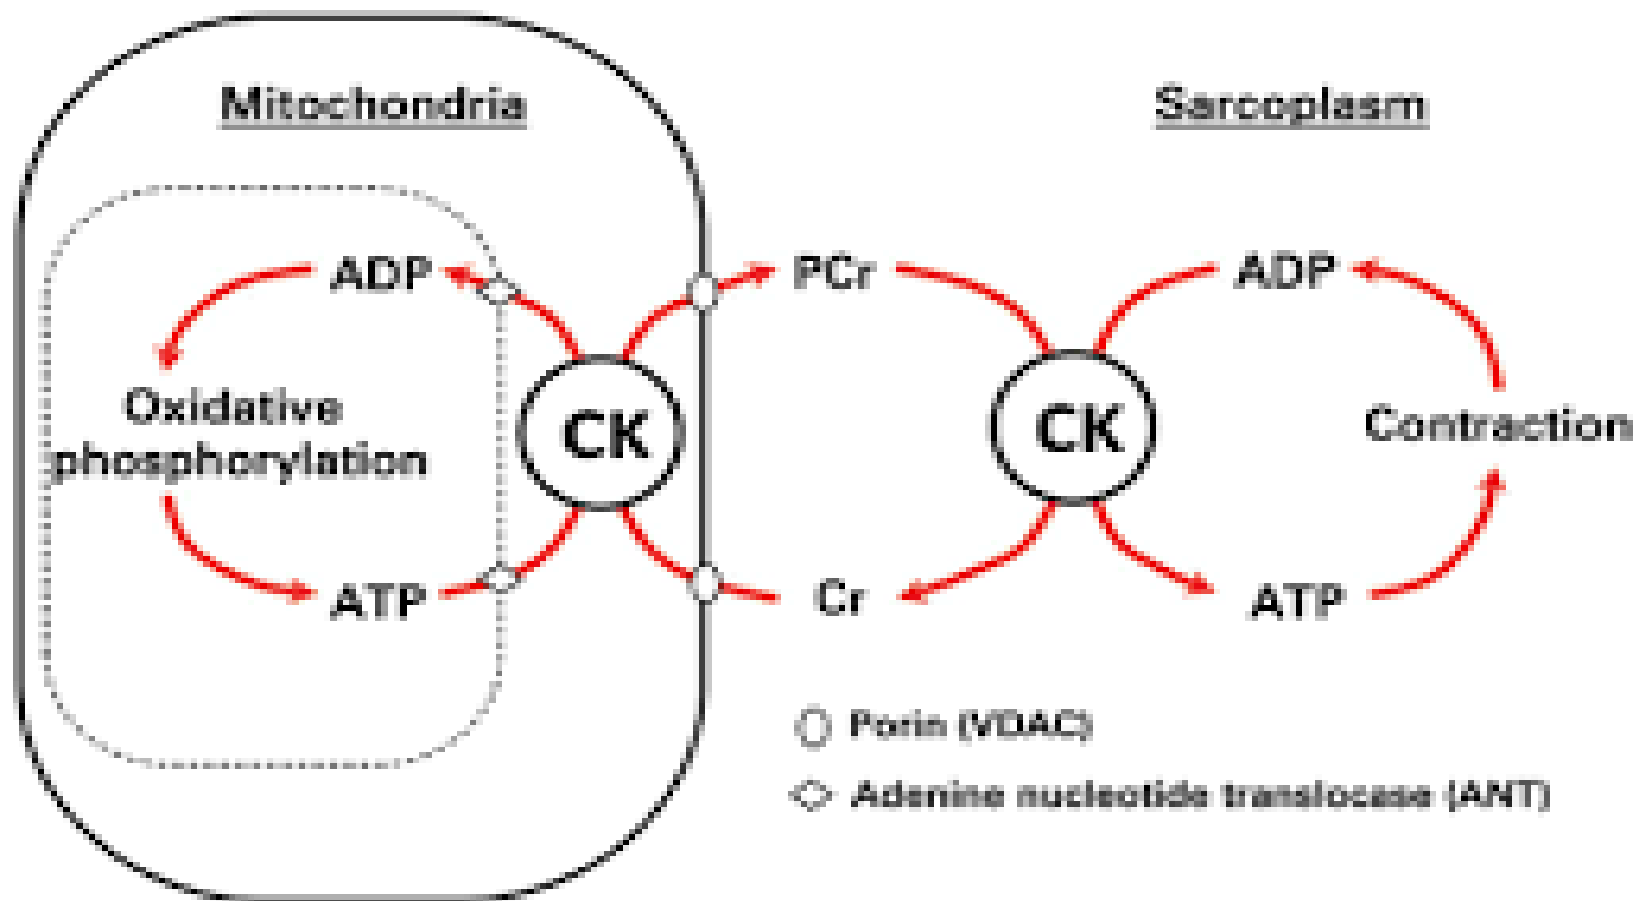 Mitochondria
Sarcoplasm
ADP
PCr
ADP
Oxidative
phosphorylation
CK
CK
Contraction
ATP
Cr
ATP
Porin (VDAC)
Adenine nucleotide translocase (ANT)